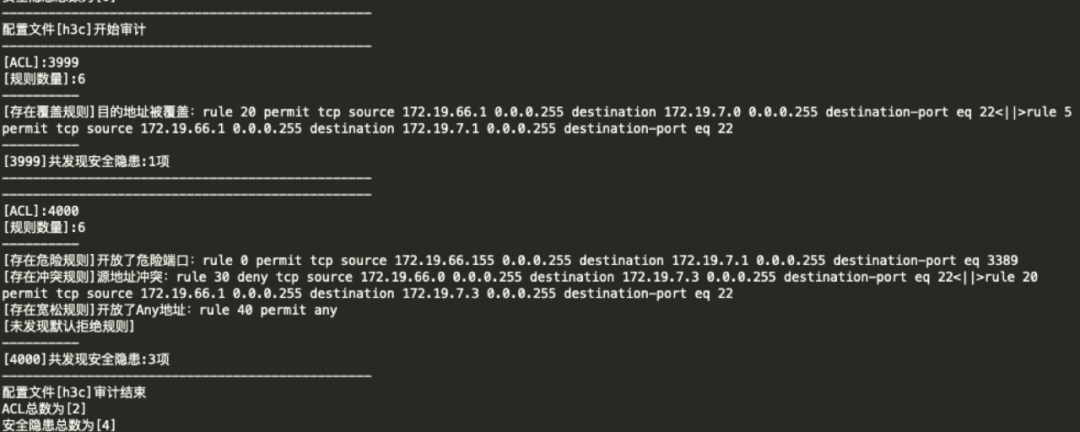 安全隐患总数为[0]
----------------------------------------------
配置文件[h3c]开始审计
----------------------------------------------
[ACL]:3999
[规则数量]:6
----------
[存在覆盖规则]目的地址被覆盖: rule 20 permit tcp source 172.19.66.1 0.0.0.255 destination 172.19.7.0 0.0.0.255 destination-port eq 22<||>rule 5
permit tcp source 172.19.66.1 0.0.0.255 destination 172.19.7.1 0.0.0.255 destination-port eq 22
----------
[3999]共发现安全隐患:1项
----------------------------------------------
----------------------------------------------
[ACL]:4000
[规则数量]:6
----------
[存在危险规则]开放了危险端口: rule 0 permit tcp source 172.19.66.155 0.0.0.255 destination 172.19.7.1 0.0.0.255 destination-port eq 3389
[存在冲突规则]源地址冲突: rule 30 deny tcp source 172.19.66.0 0.0.0.255 destination 172.19.7.3 0.0.0.255 destination-port eq 22<||>rule 20
permit tcp source 172.19.66.1 0.0.0.255 destination 172.19.7.3 0.0.0.255 destination-port eq 22
[存在宽松规则]开放了Any地址: rule 40 permit any
[未发现默认拒绝规则]
----------
[4000]共发现安全隐患:3项
----------------------------------------------
配置文件[h3c]审计结束
ACL总数为[2]
安全隐患总数为[4]